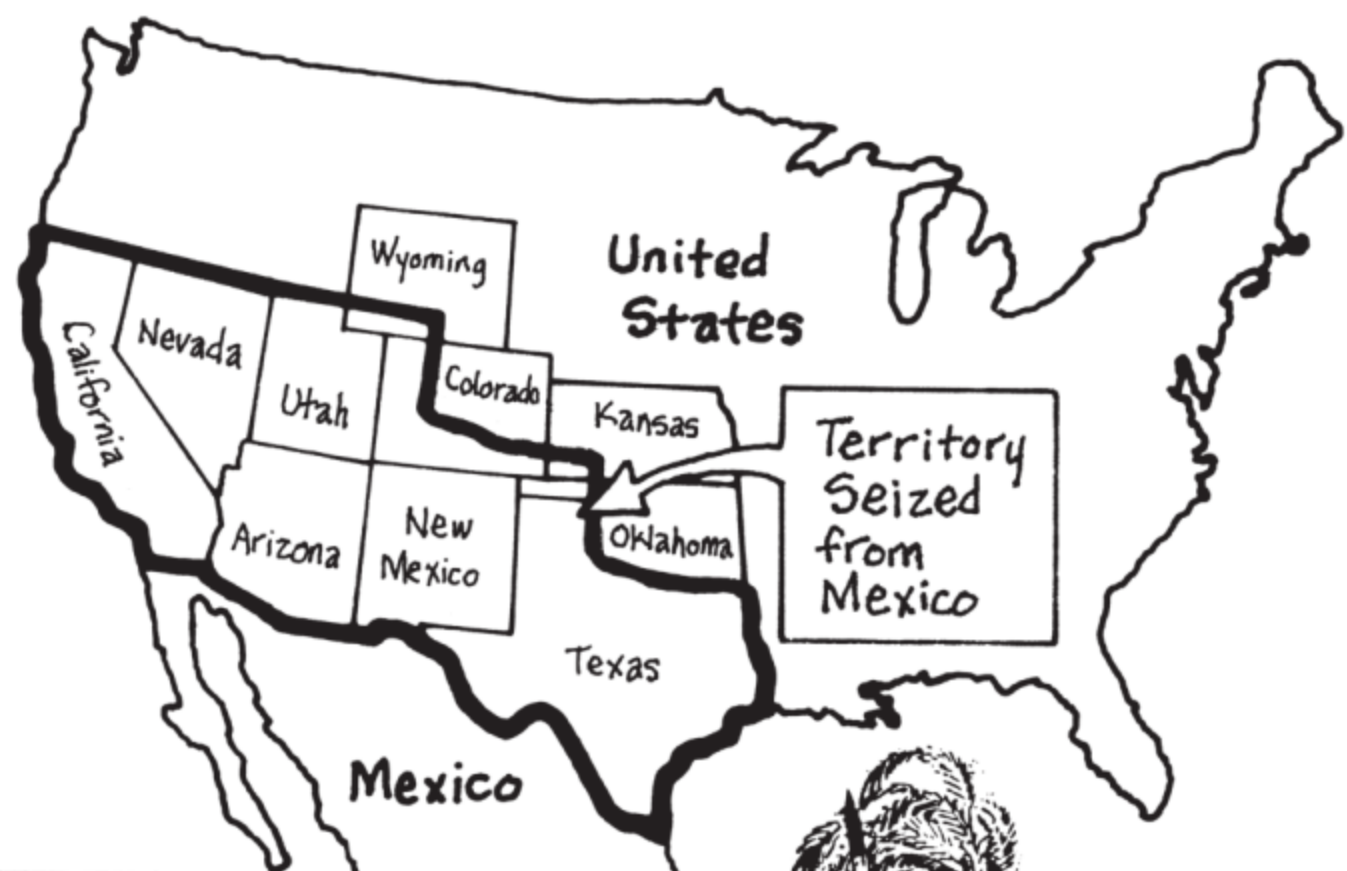 Wyoming
United
States
California
Nevada
Utah
Colorado
Kansas
Territory
Seized
from
Mexico
Arizona
New
Mexico
Oklahoma
Texas
Mexico